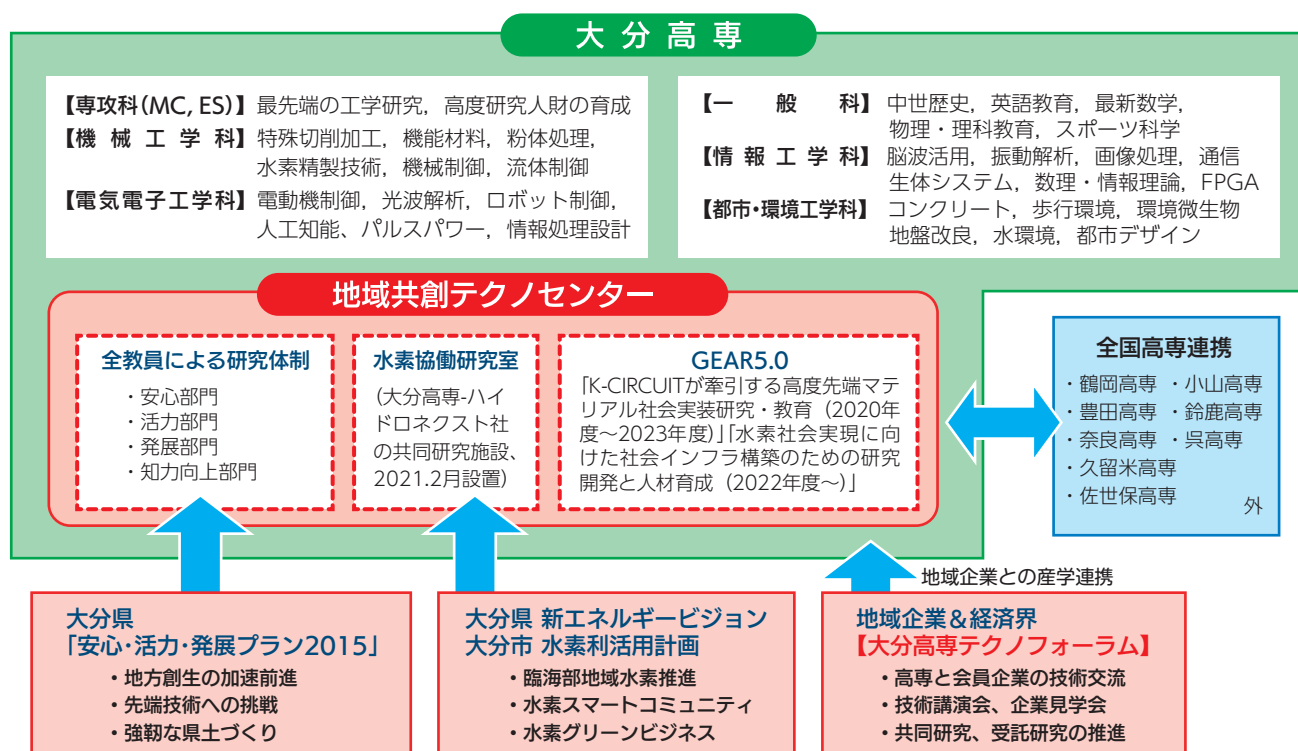 大分高専
【専攻科(MC, ES)】最先端の工学研究，高度研究人財の育成
【機械工学科】特殊切削加工，機能材料，粉体処理，
水素精製技術，機械制御，流体制御
【電気電子工学科】電動機制御，光波解析，ロボット制御，
人工知能、パルスパワー，情報処理設計
【一般科】中世歴史，英語教育，最新数学，
物理・理科教育，スポーツ科学
【情報工学科】脳波活用，振動解析，画像処理，通信
生体システム，数理・情報理論，FPGA
【都市・環境工学科】コンクリート，歩行環境，環境微生物
地盤改良，水環境，都市デザイン
地域共創テクノセンター
全教員による研究体制
・安心部門
・活力部門
・発展部門
・知力向上部門
水素協働研究室
(大分高専-ハイ
ドロネクスト社
の共同研究施設、
2021.2月設置)
GEAR5.0
「K-CIRCUITが牽引する高度先端マテ
リアル社会実装研究・教育（2020年
度～2023年度)」「水素社会実現に向
けた社会インフラ構築のための研究
開発と人材育成（2022年度～)」
全国高専連携
・鶴岡高専 ・小山高専
・豊田高専 ・鈴鹿高専
・奈良高専 ・呉高専
・久留米高専
・佐世保高専
外
地域企業との産学連携
大分県
「安心・活力・発展プラン2015」
・地方創生の加速前進
・先端技術への挑戦
・強靭な県土づくり
大分県 新エネルギービジョン
大分市 水素利活用計画
・臨海部地域水素推進
・水素スマートコミュニティ
・水素グリーンビジネス
地域企業＆経済界
【大分高専テクノフォーラム】
・高専と会員企業の技術交流
・技術講演会、企業見学会
・共同研究、受託研究の推進